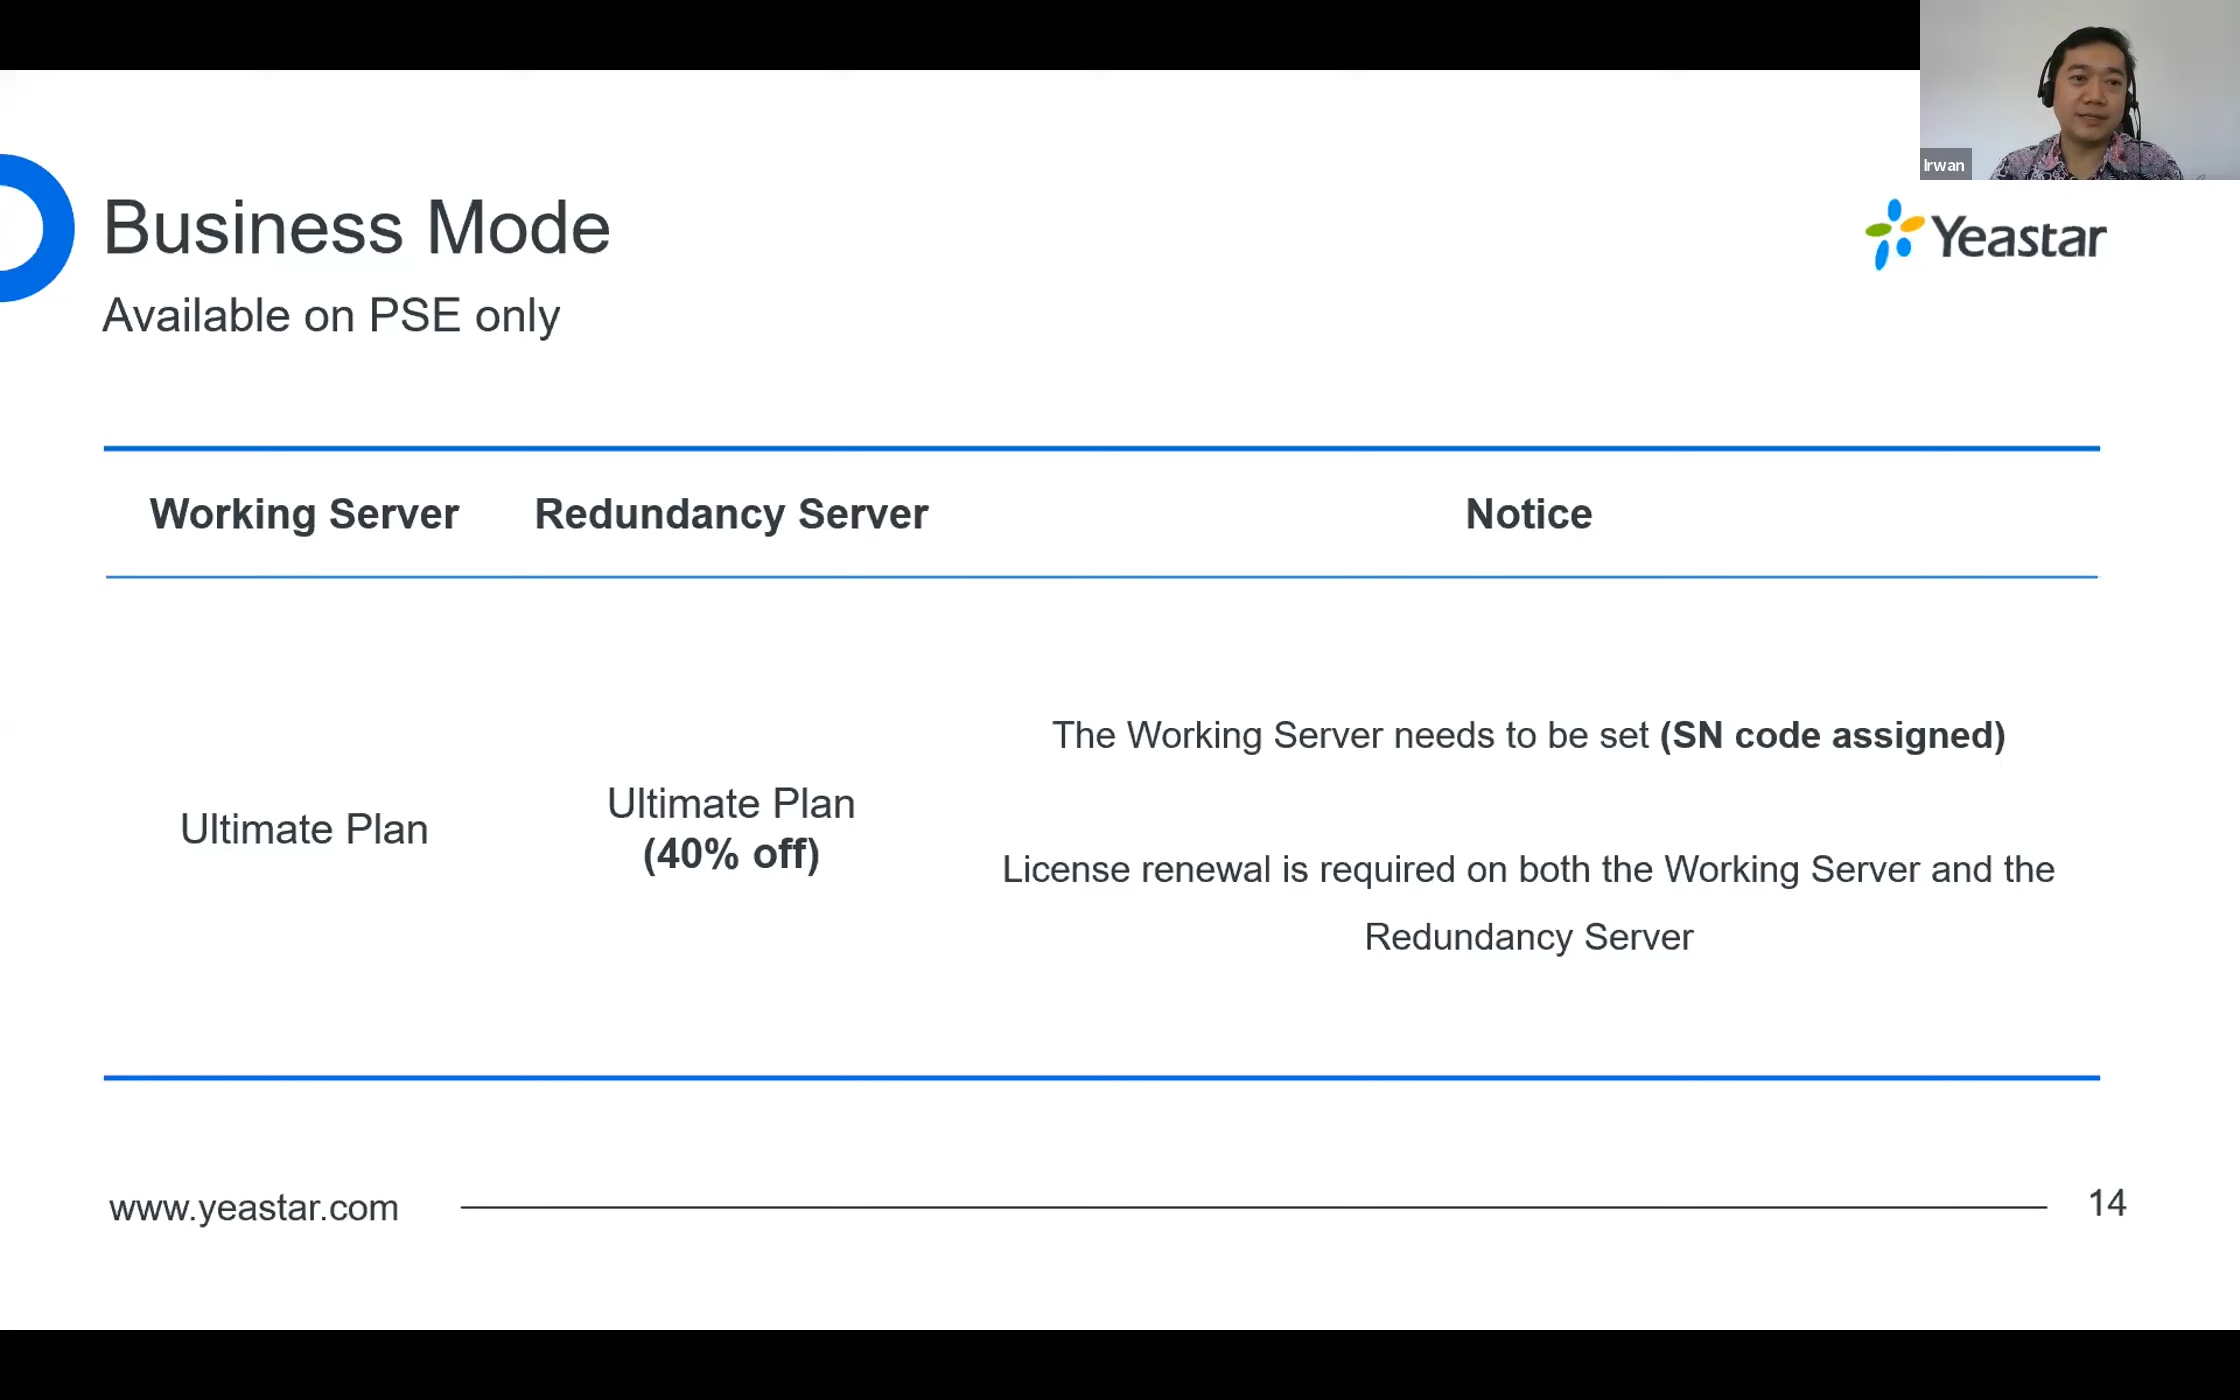 Irwan
Business Mode
Yeastar
Available on PSE only
Working Server
Redundancy Server
Notice
Ultimate Plan
Ultimate Plan
(40% off)
The Working Server needs to be set (SN code assigned)
License renewal is required on both the Working Server and the
Redundancy Server
www.yeastar.com
14